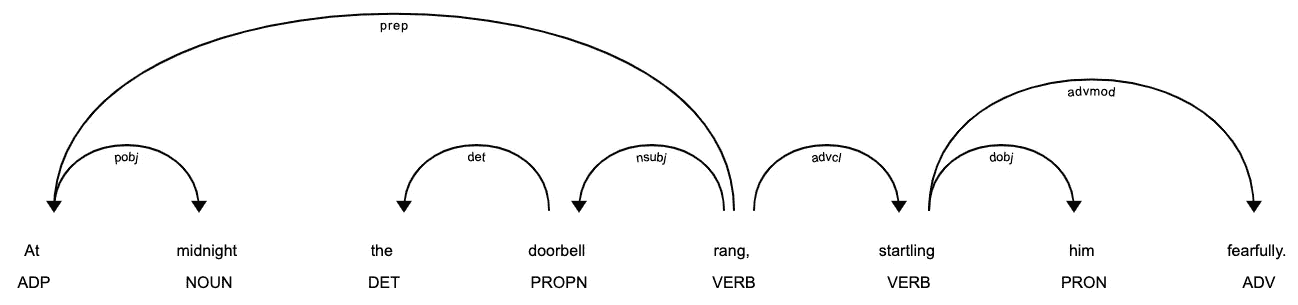 prep
advmod
pobj det nsubj advcl dobj
At midnight the doorbell rang, startling him fearfully.
ADP NOUN DET PROPN VERB VERB PRON ADV